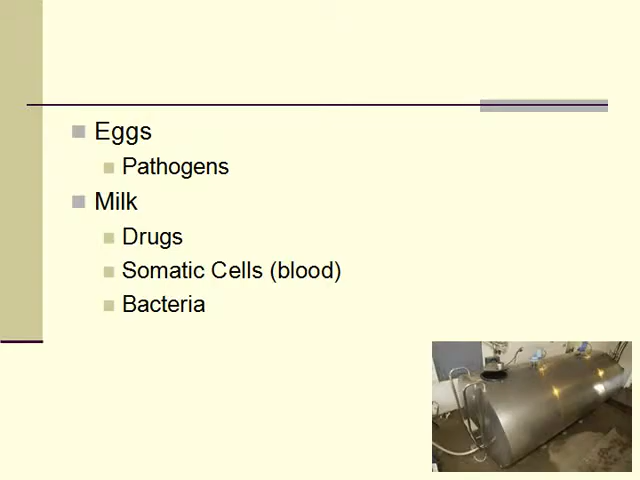 Eggs
Pathogens
Milk
Drugs
Somatic Cells (blood)
Bacteria